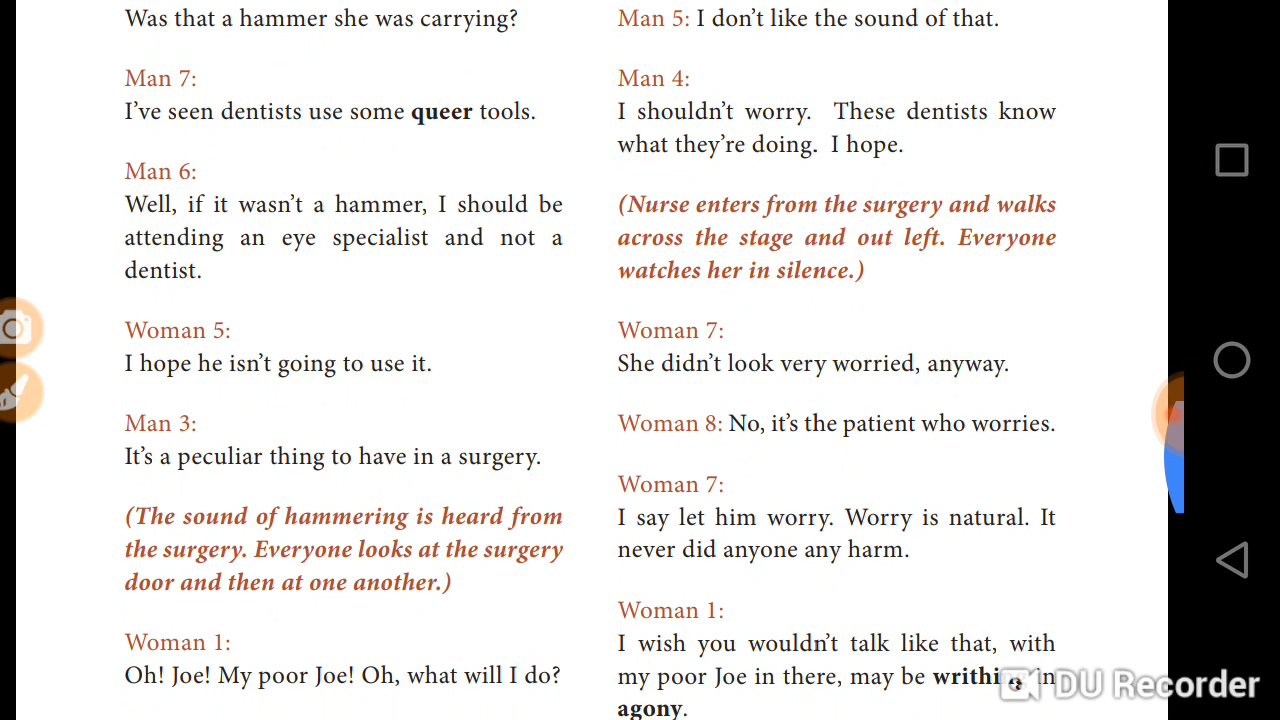 Was that a hammer she was carrying?
Man 7:
I've seen dentists use some queer tools.
Man 6:
Well, if it wasn't a hammer, I should be
attending an eye specialist and not a
dentist.
Woman 5:
I hope he isn't going to use it.
Man 3:
It's a peculiar thing to have in a surgery.
(The sound of hammering is heard from
the surgery. Everyone looks at the surgery
door and then at one another.)
Woman 1:
Oh! Joe! My poor Joe! Oh, what will I do?
Man 5: I don't like the sound of that.
Man 4:
I shouldn't worry. These dentists know
what they're doing. I hope.
(Nurse enters from the surgery and walks
across the stage and out left. Everyone
watches her in silence.)
Woman 7:
She didn't look very worried, anyway.
Woman 8: No, it's the patient who worries.
Woman 7:
I say let him worry. Worry is natural. It
never did anyone any harm.
Woman 1:
I wish you wouldn't talk like that, with
my poor Joe in there, may be writhing in
agony.
DU Recorder